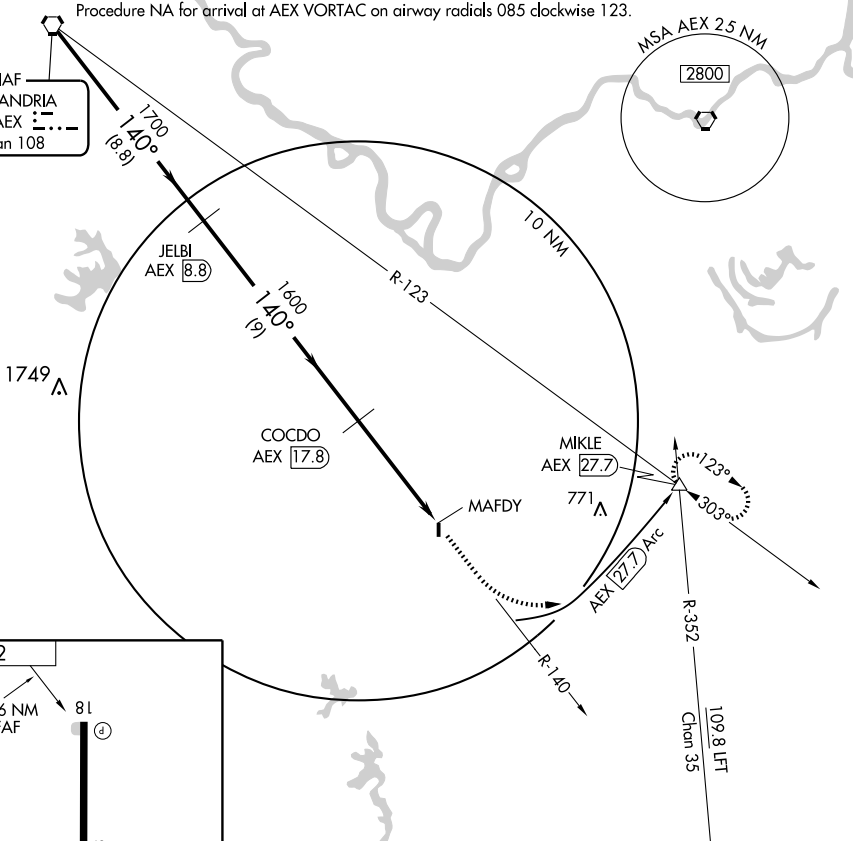 Procedure NA for arrival at AEX VORTAC on airway radials 085 clockwise 123.
MSA AEX 25 NM
2800
IAF
ANDRIA
AEX
an 108
1700
140°
(8.8)
10 NM
JELBI
AEX 8.8
R-123
1600
140°
(9)
1749
COCDO
AEX 17.8
MIKLE
AEX 27.7
123°
303°
771
MAFDY
AEX 27.7 Arc
R-352
R-140
109.8 LFT
Chan 35
2
6 NM
FAF
18
P